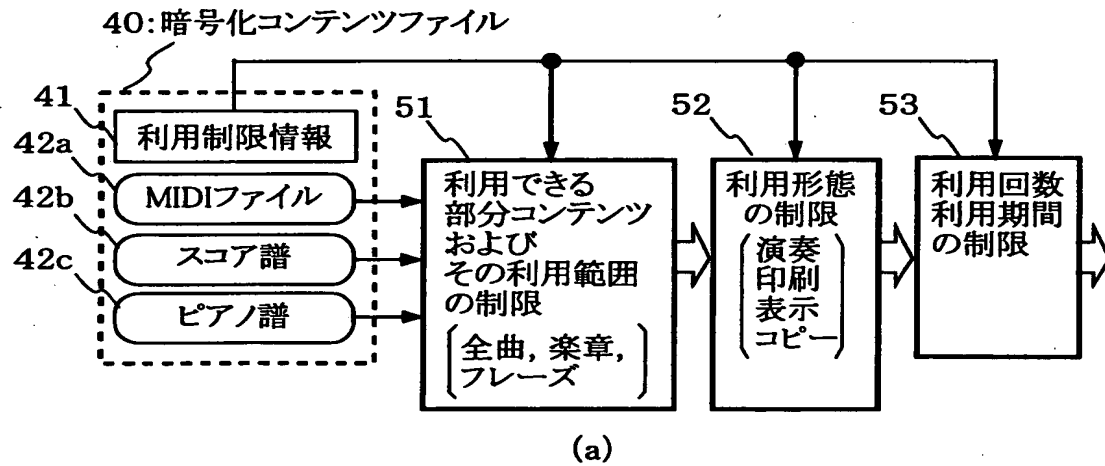 40:暗号化コンテンツファイル
41
利用制限情報
42a
MIDIファイル
42b
スコア譜
42c
ピアノ譜
51
利用できる
部分コンテンツ
および
その利用範囲
の制限
全曲,楽章,
フレーズ
52
利用形態
の制限
演奏
印刷
表示
コピー
53
利用回数
利用期間
の制限
(a)